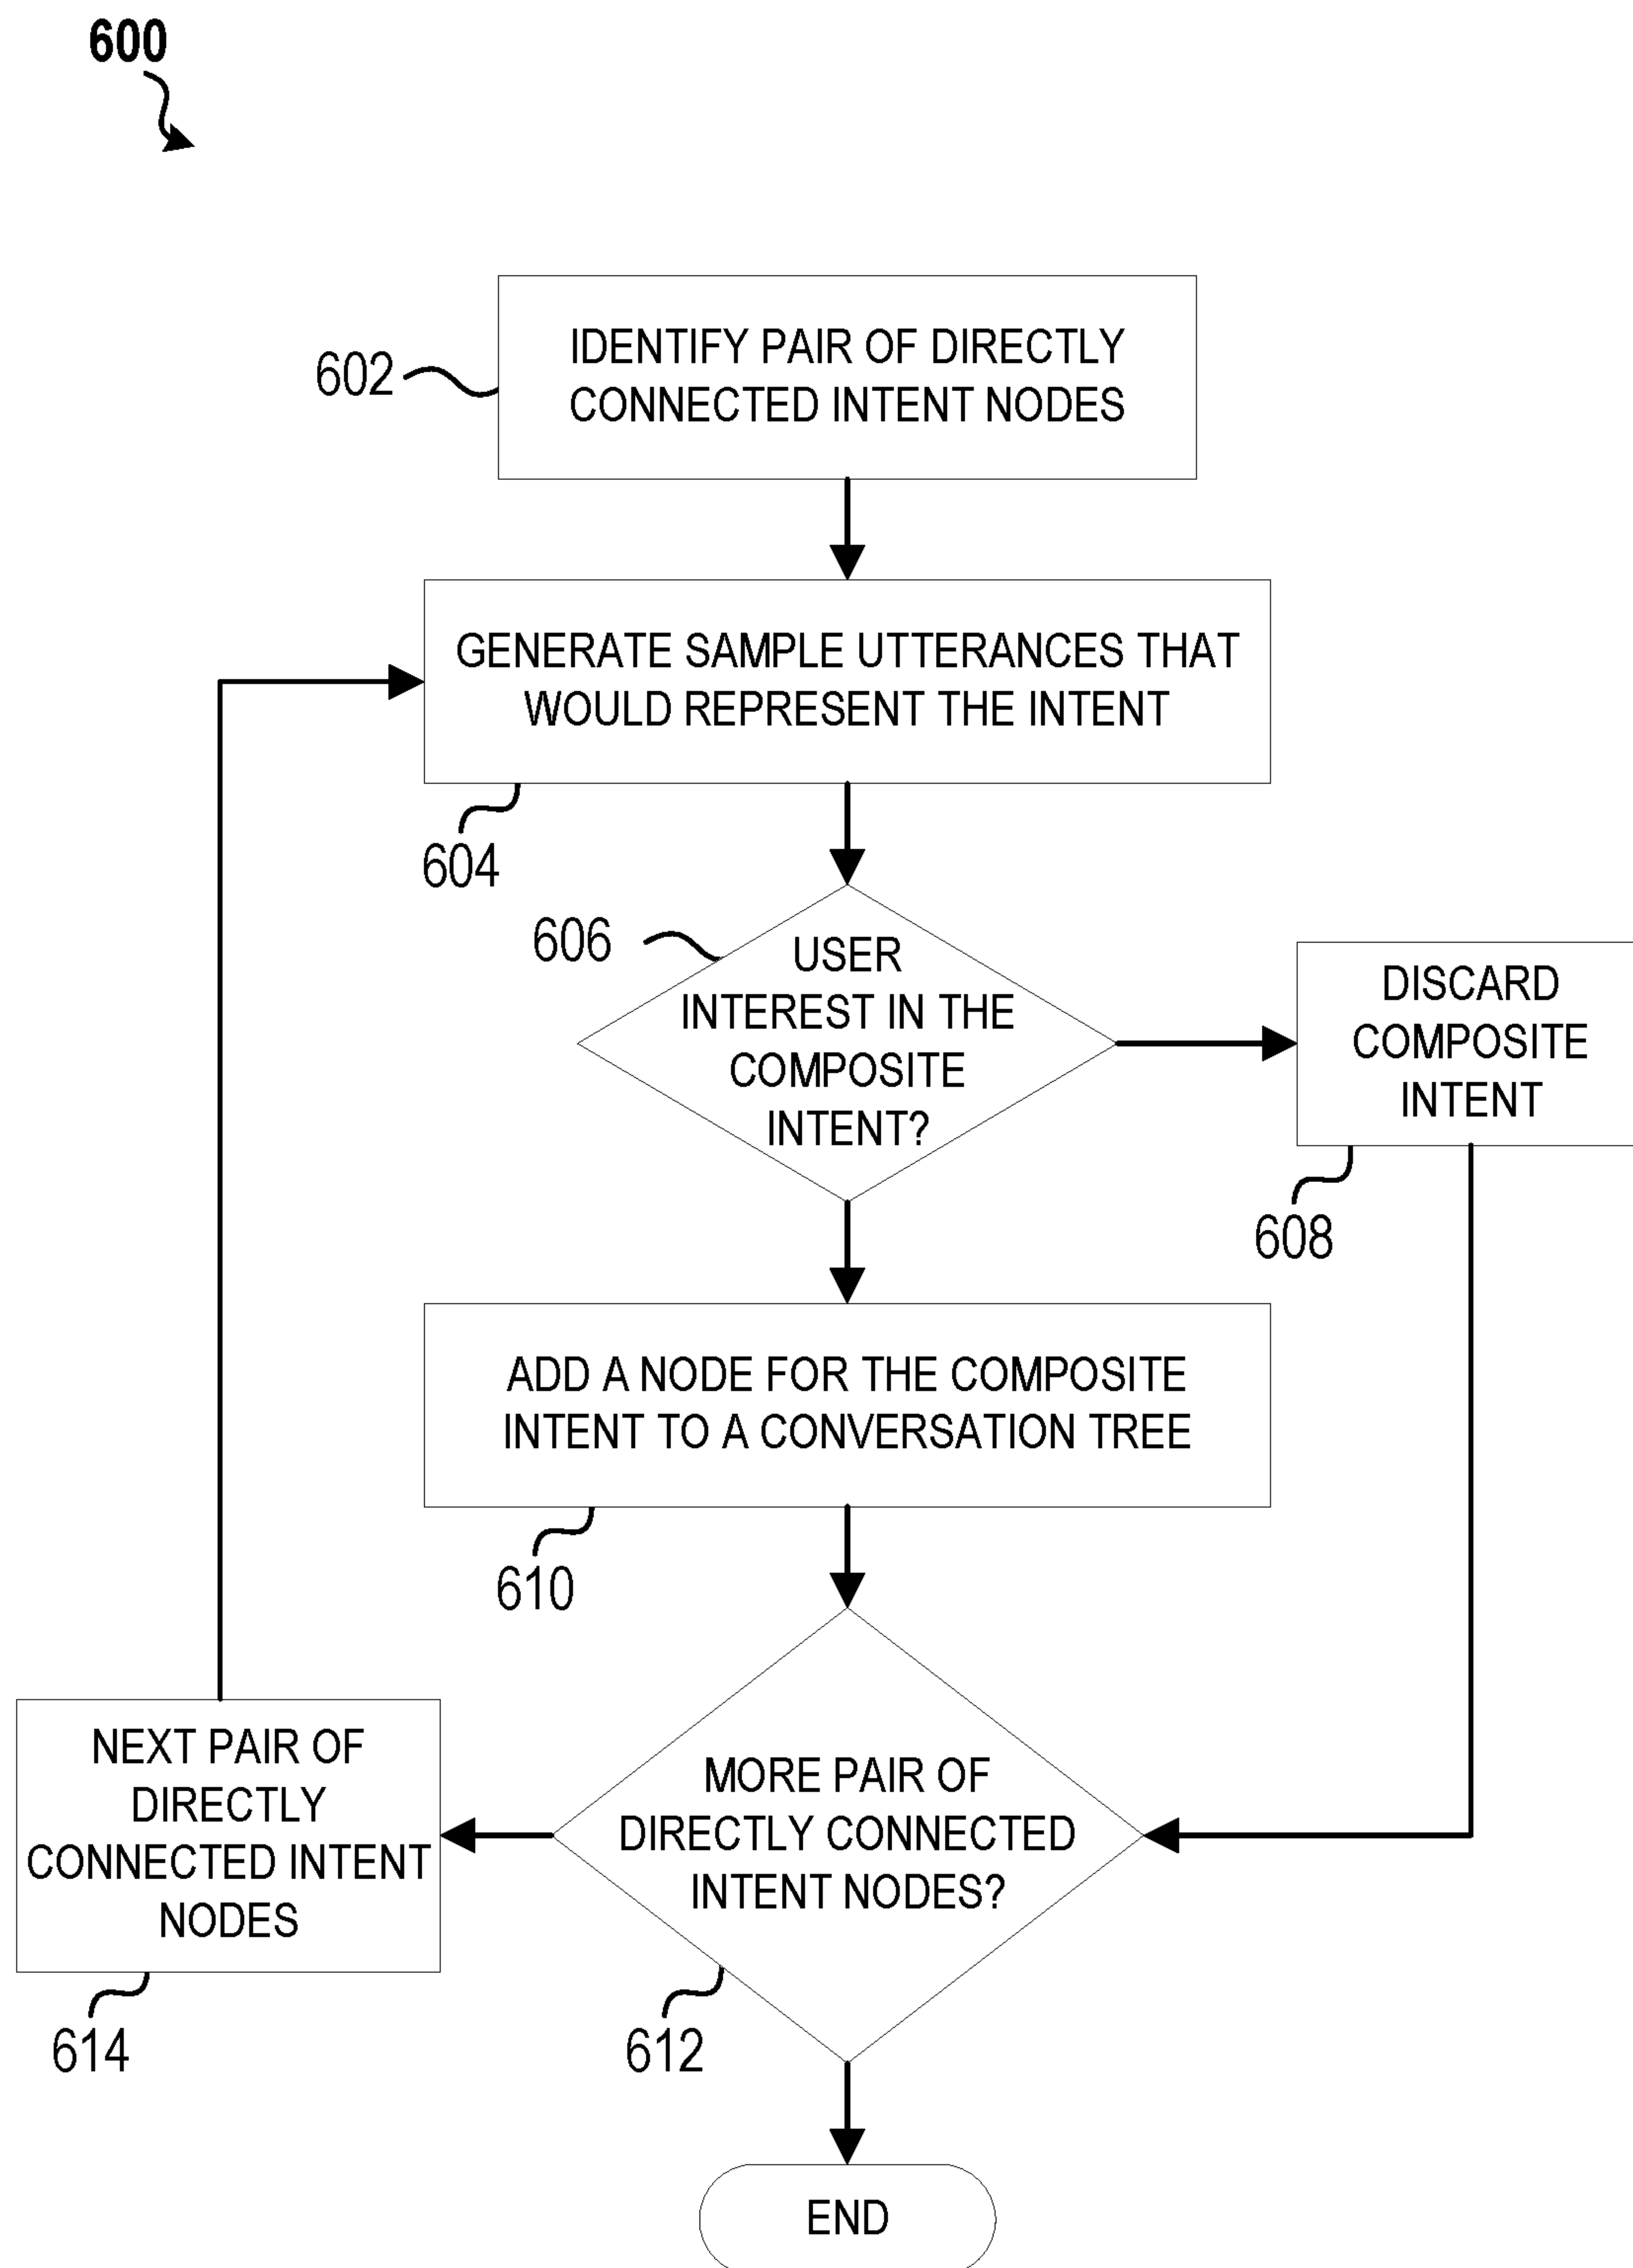 600
602
IDENTIFY PAIR OF DIRECTLY
CONNECTED INTENT NODES
GENERATE SAMPLE UTTERANCES THAT
WOULD REPRESENT THE INTENT
604
606
USER
INTEREST IN THE
COMPOSITE
INTENT?
DISCARD
COMPOSITE
INTENT
608
ADD A NODE FOR THE COMPOSITE
INTENT TO A CONVERSATION TREE
610
NEXT PAIR OF
DIRECTLY
CONNECTED INTENT
NODES
614
MORE PAIR OF
DIRECTLY CONNECTED
INTENT NODES?
612
END